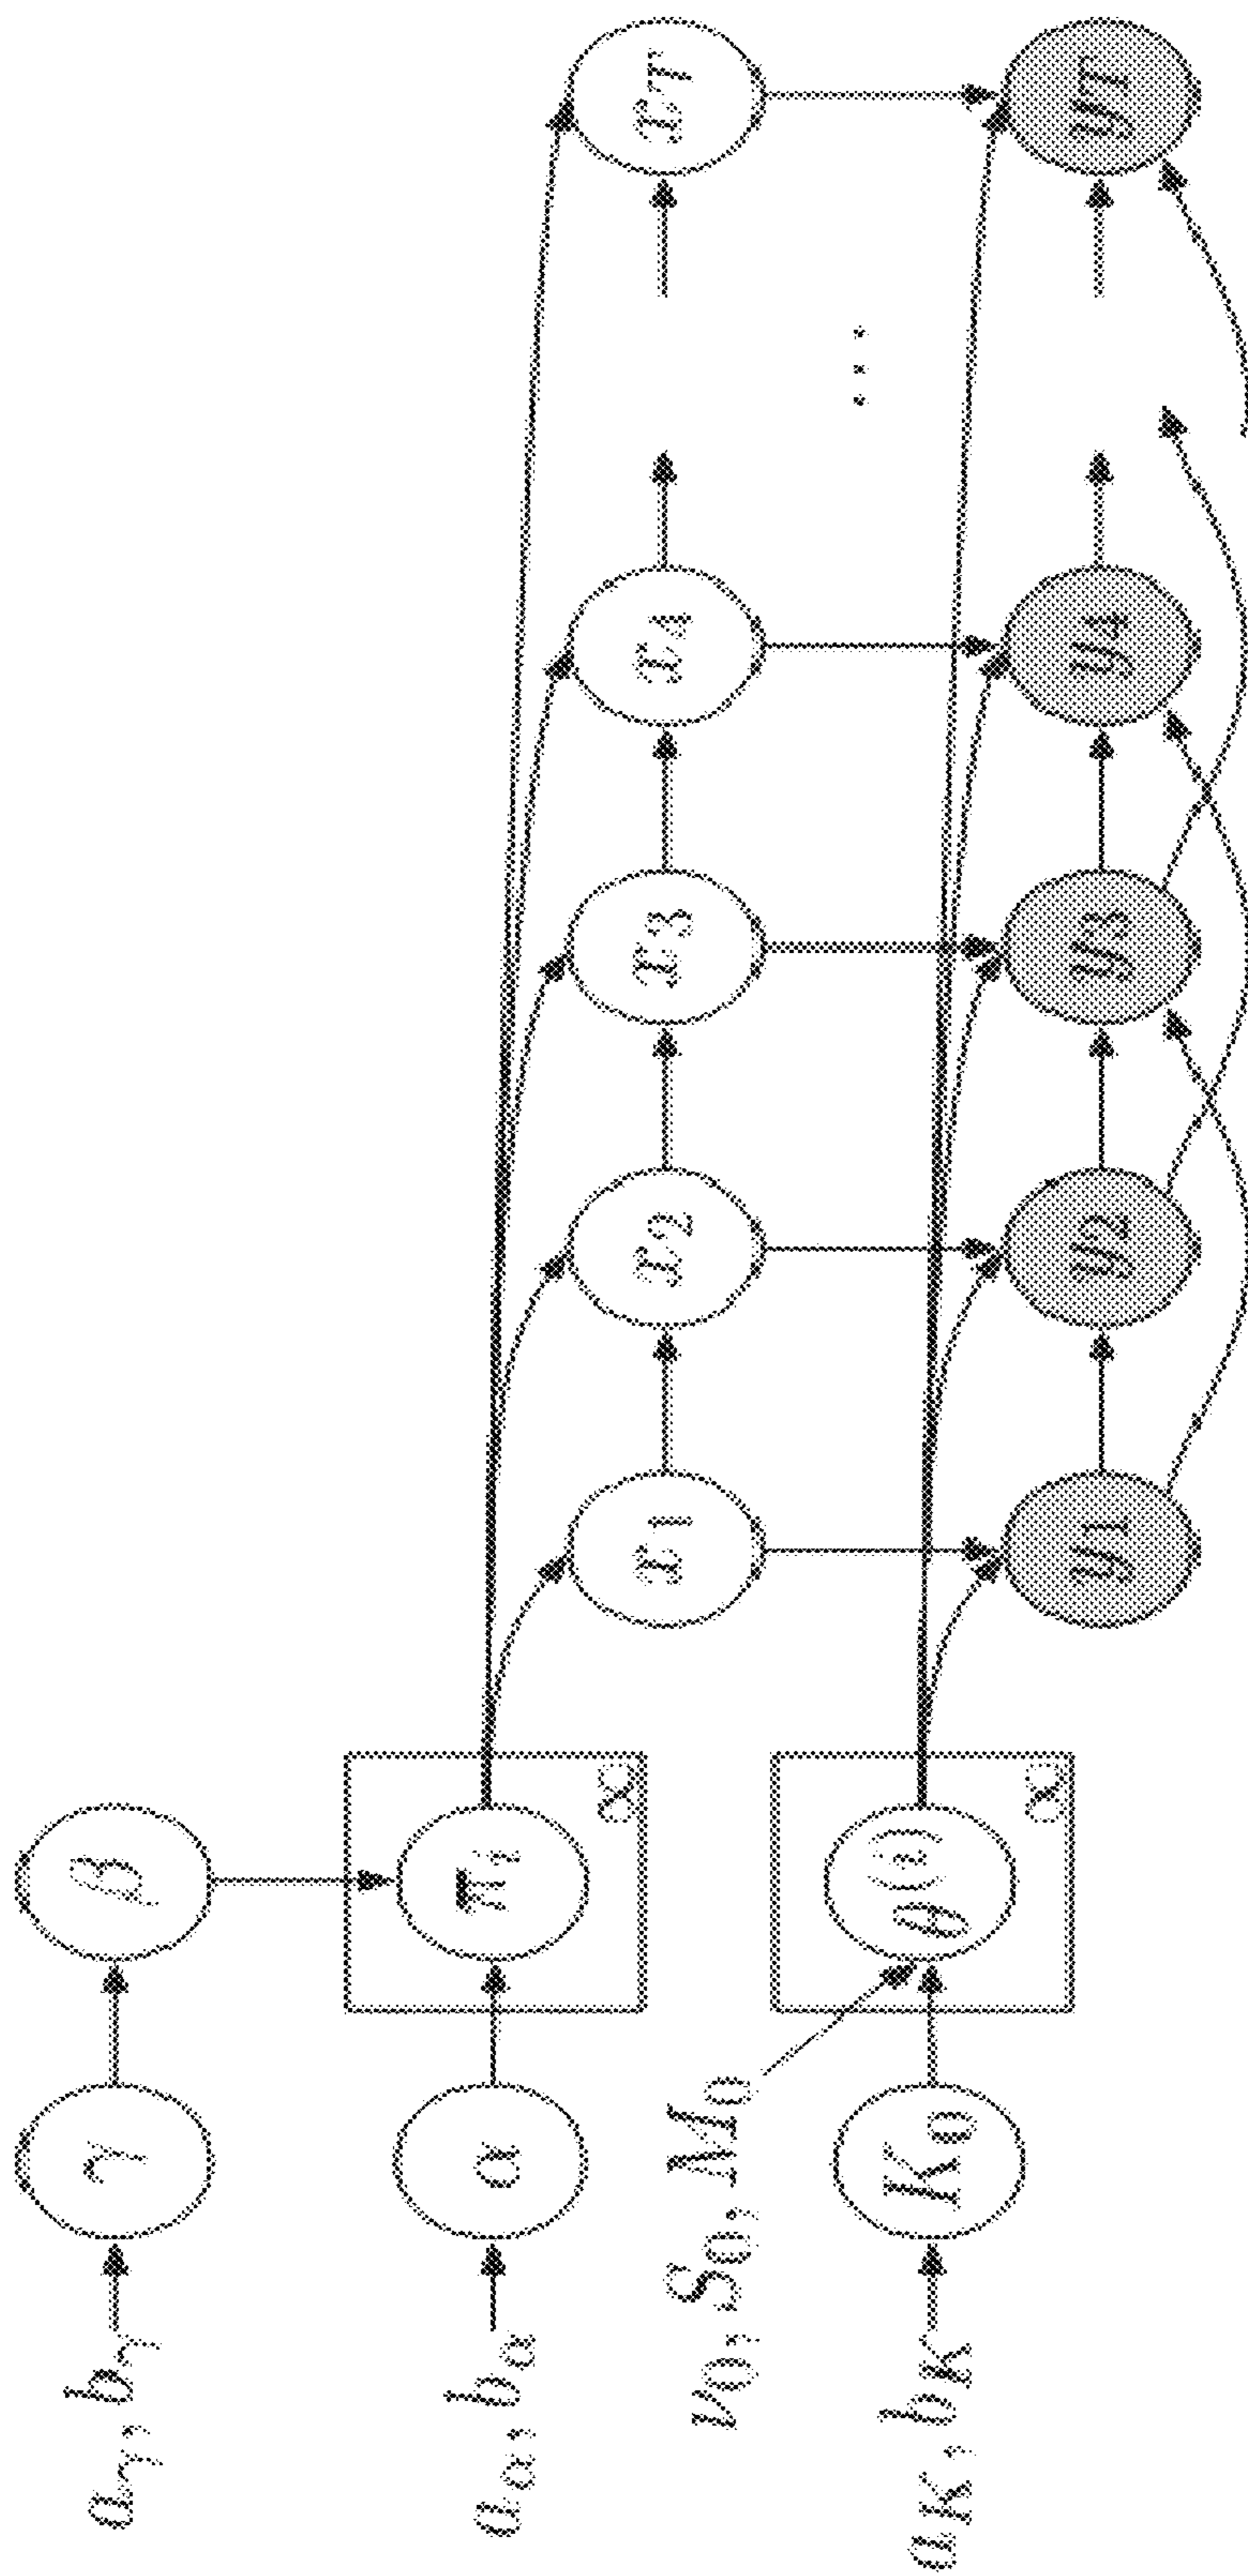 a_γ, b_γ γ β
a_α, b_α α π_i ∞
x_1 x_2 x_3 x_4 x_T
ν_0, S_0, M_0
...
a_K, b_K K_0 θ^(i) ∞
y_1 y_2 y_3 y_4 y_T